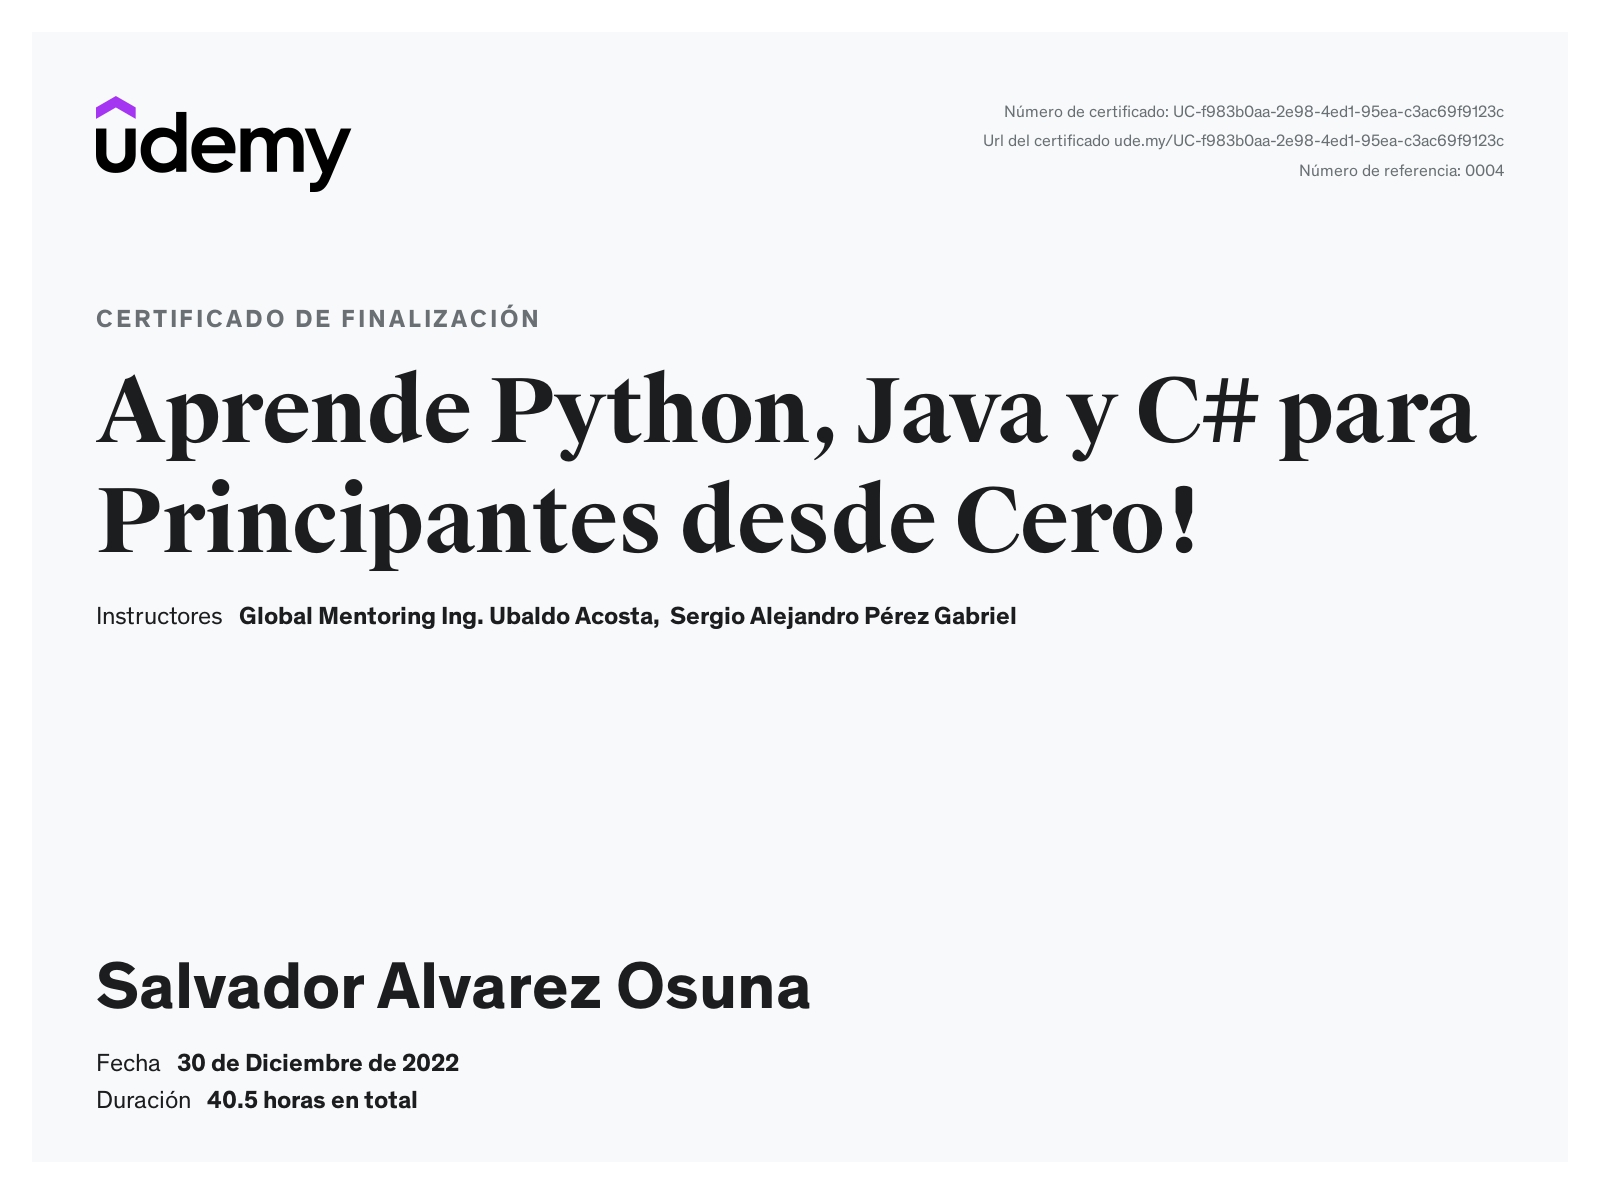 udemy
Número de certificado: UC-f983b0aa-2e98-4ed1-95ea-c3ac69f9123c
Url del certificado ude.my/UC-f983b0aa-2e98-4ed1-95ea-c3ac69f9123c
Número de referencia: 0004
CERTIFICADO DE FINALIZACIÓN
Aprende Python, Java y C# para
Principantes desde Cero!
Instructores Global Mentoring Ing. Ubaldo Acosta, Sergio Alejandro Pérez Gabriel
Salvador Alvarez Osuna
Fecha 30 de Diciembre de 2022
Duración 40.5 horas en total